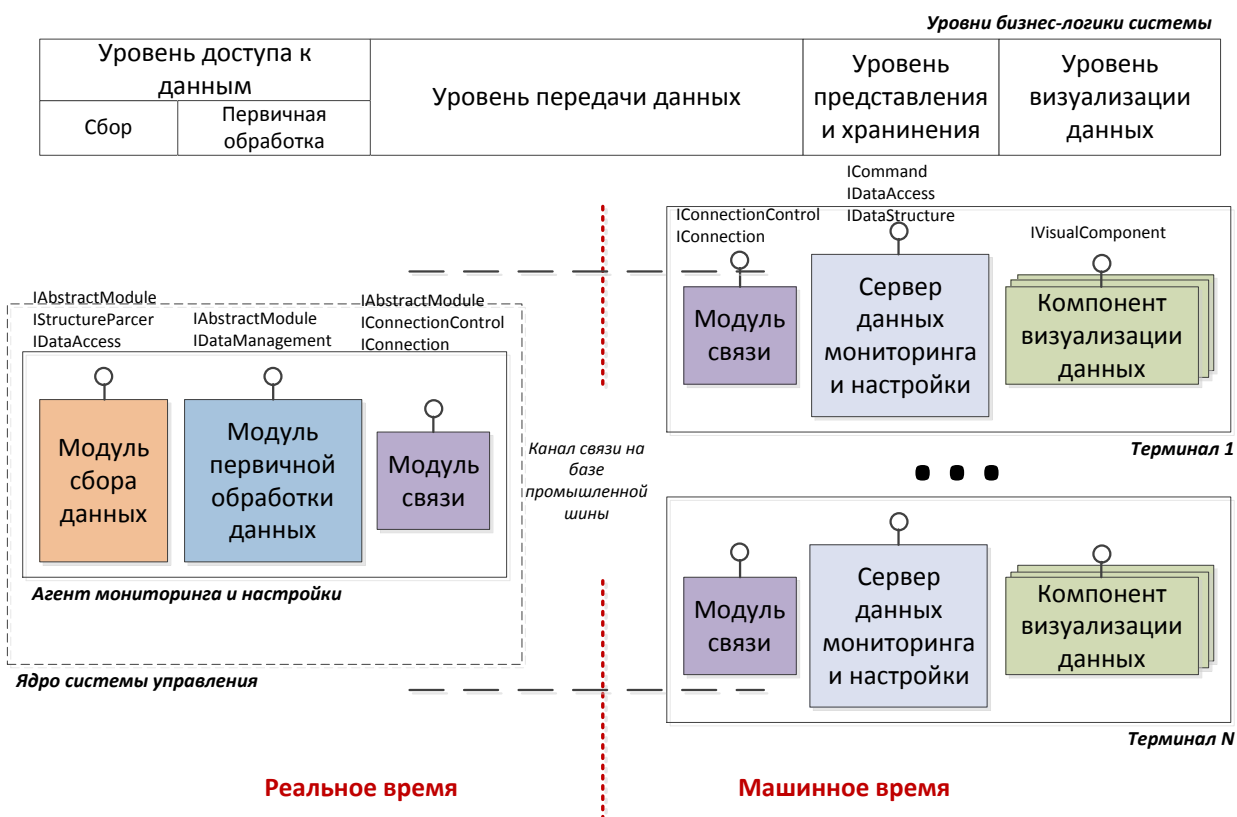 Уровни бизнес-логики системы
Уровень доступа к
данным
Сбор
Первичная
обработка
Уровень передачи данных
Уровень
представления
и хранинения
Уровень
визуализации
данных
ICommand
IDataAccess
IDataStructure
IConnectionControl
IConnection
IVisualComponent
Модуль
связи
Сервер
данных
мониторинга
и настройки
Компонент
визуализации
данных
Терминал 1
IAbstractModule
IStructureParcer
IDataAccess
IAbstractModule
IDataManagement
IAbstractModule
IConnectionControl
IConnection
Модуль
сбора
данных
Модуль
первичной
обработки
данных
Модуль
связи
Агент мониторинга и настройки
Ядро системы управления
Канал связи на
базе
промышленной
шины
Модуль
связи
Сервер
данных
мониторинга
и настройки
Компонент
визуализации
данных
Терминал N
Реальное время
Машинное время